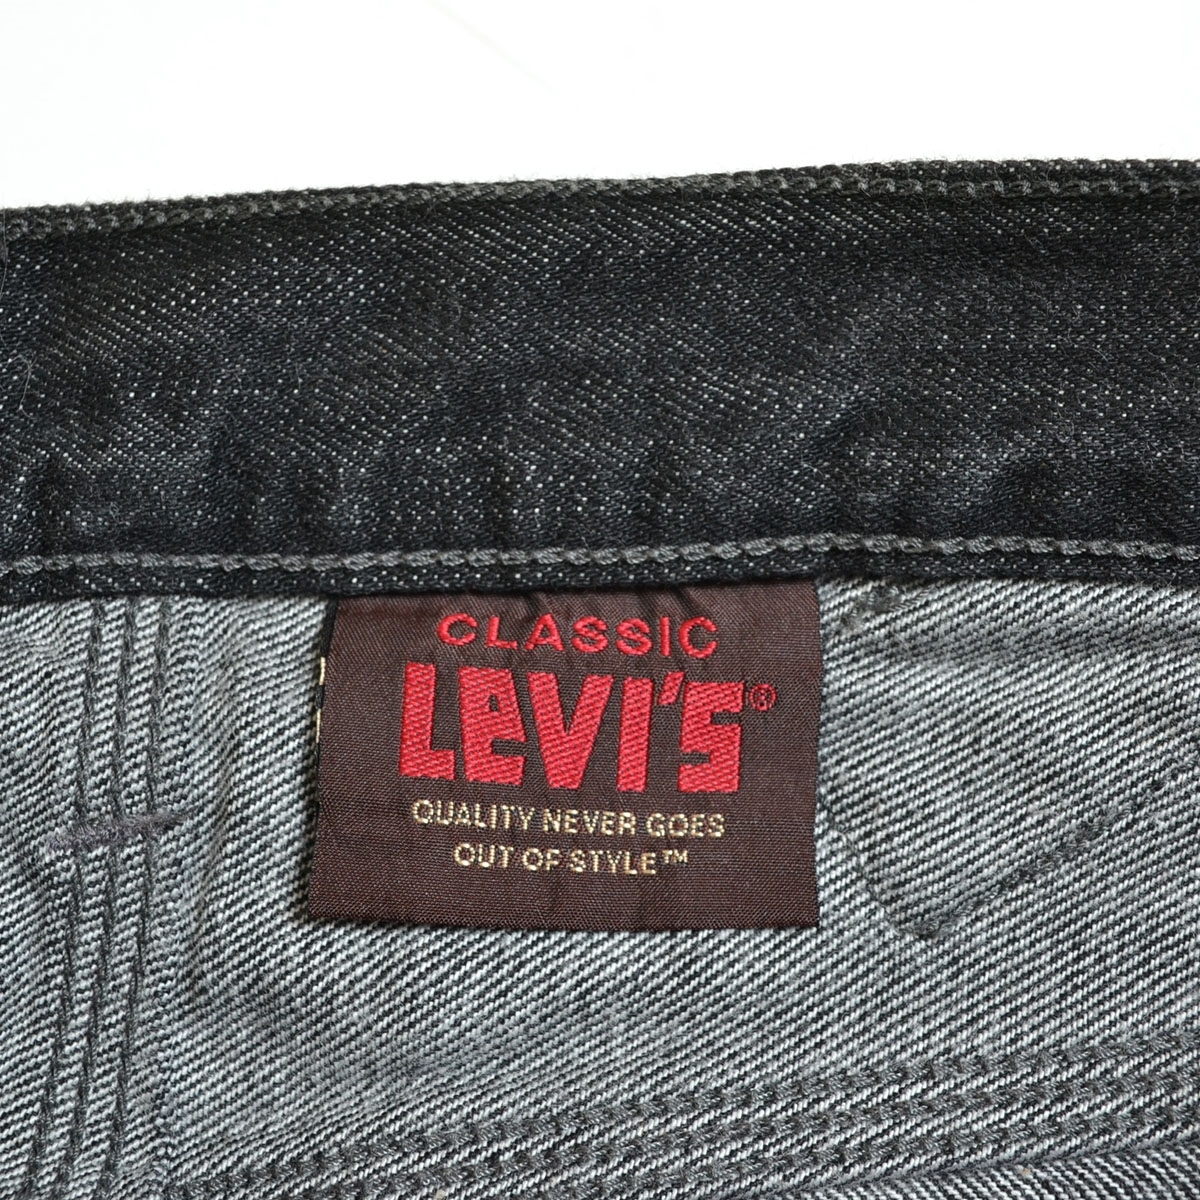 CLASSIC
LeVI'S®
QUALITY NEVER GOES
OUT OF STYLE™